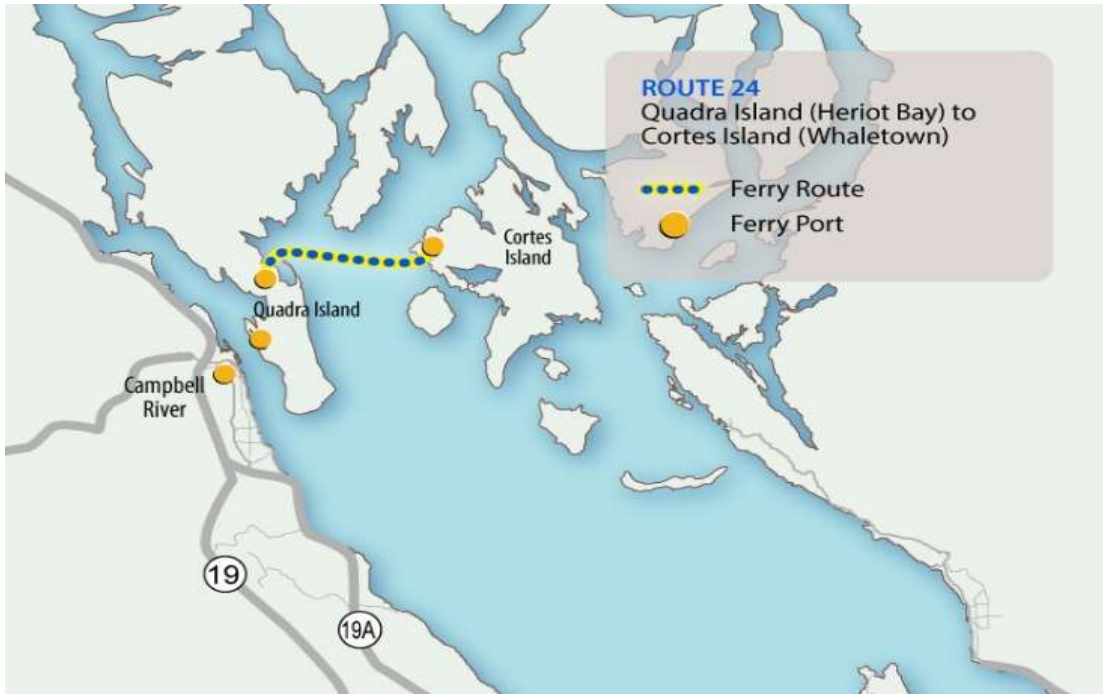 ROUTE 24
Quadra Island (Heriot Bay) to
Cortes Island (Whaletown)
Ferry Route
Ferry Port
Cortes
Island
Quadra Island
Campbell
River
19
19A